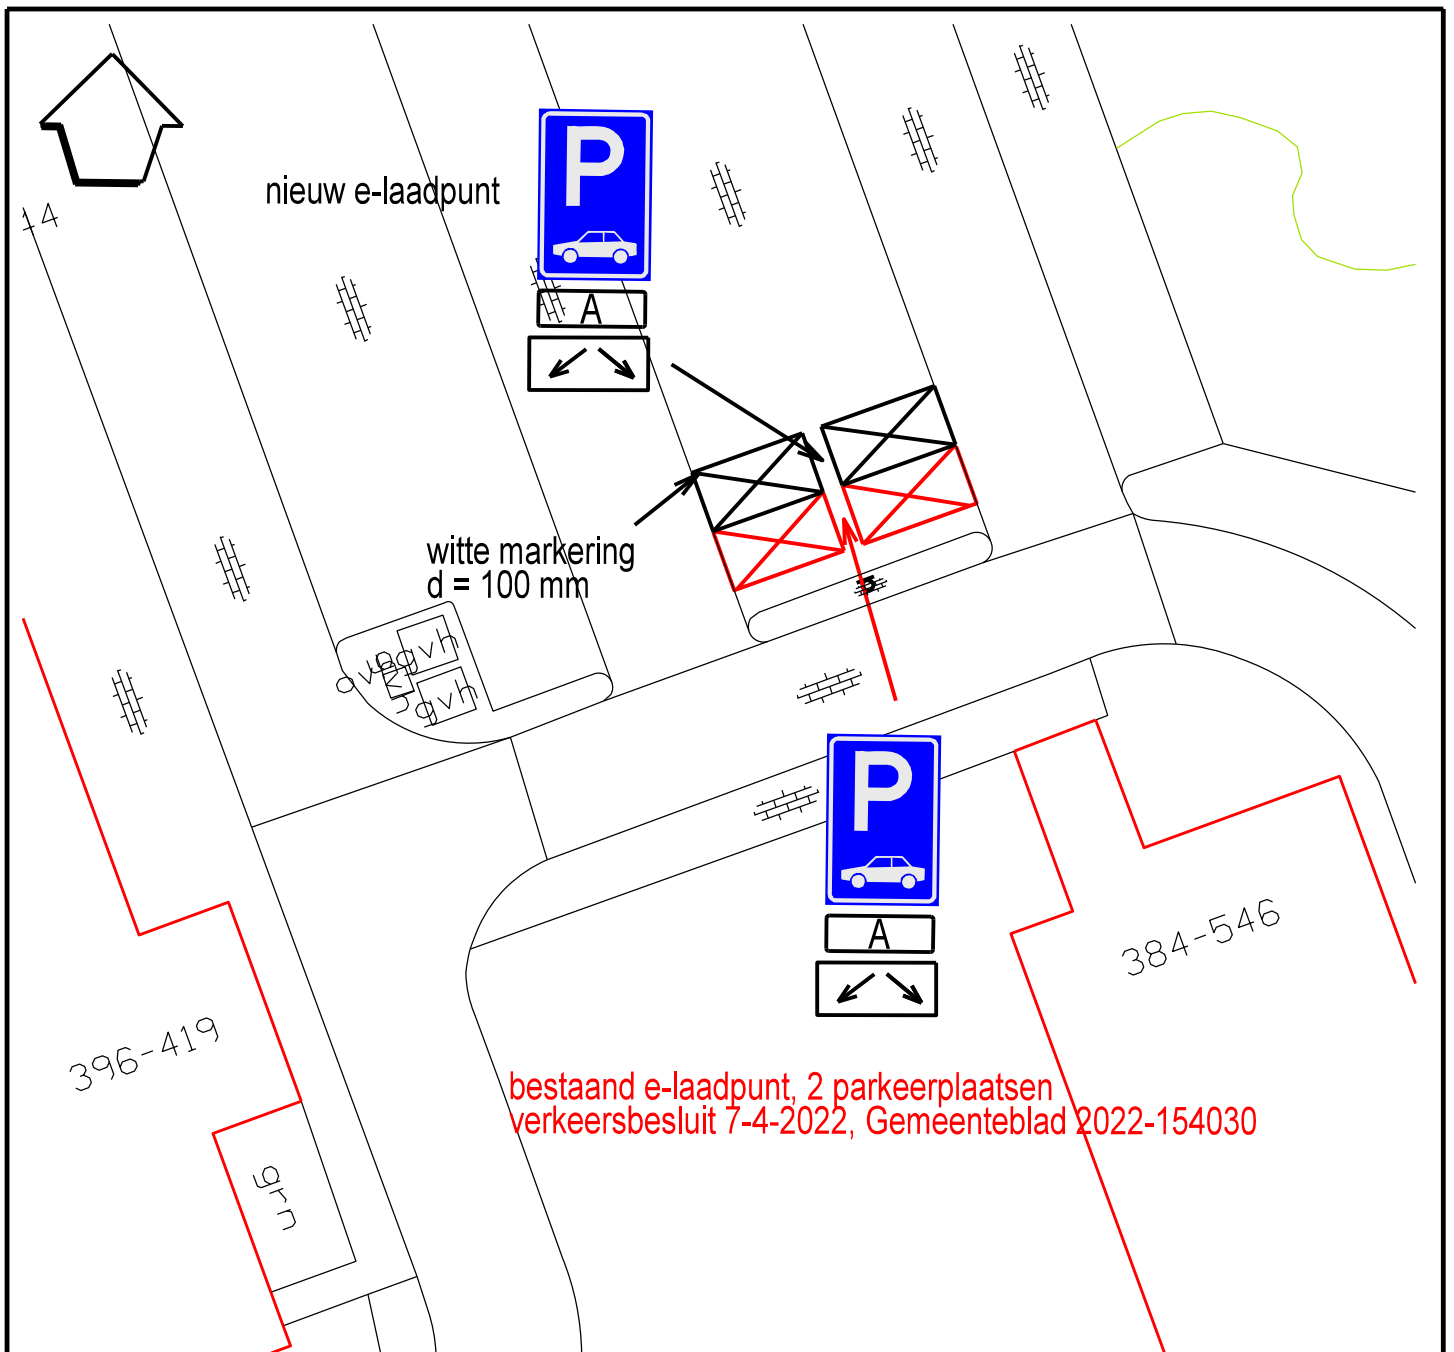 14
nieuw e-laadpunt
P
A
witte markering
d = 100 mm
gvh
gvh
P
A
384-546
396-419
bestaand e-laadpunt, 2 parkeerplaatsen
verkeersbesluit 7-4-2022, Gemeenteblad 2022-154030
grn